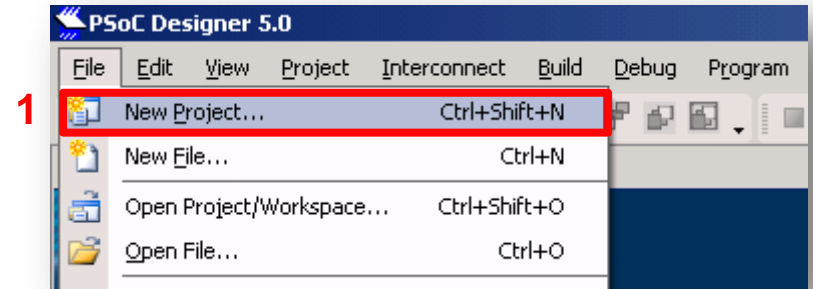 PSoC Designer 5.0
File Edit View Project Interconnect Build Debug Program
1
New Project... Ctrl+Shift+N
New File... Ctrl+N
Open Project/Workspace... Ctrl+Shift+O
Open File... Ctrl+O